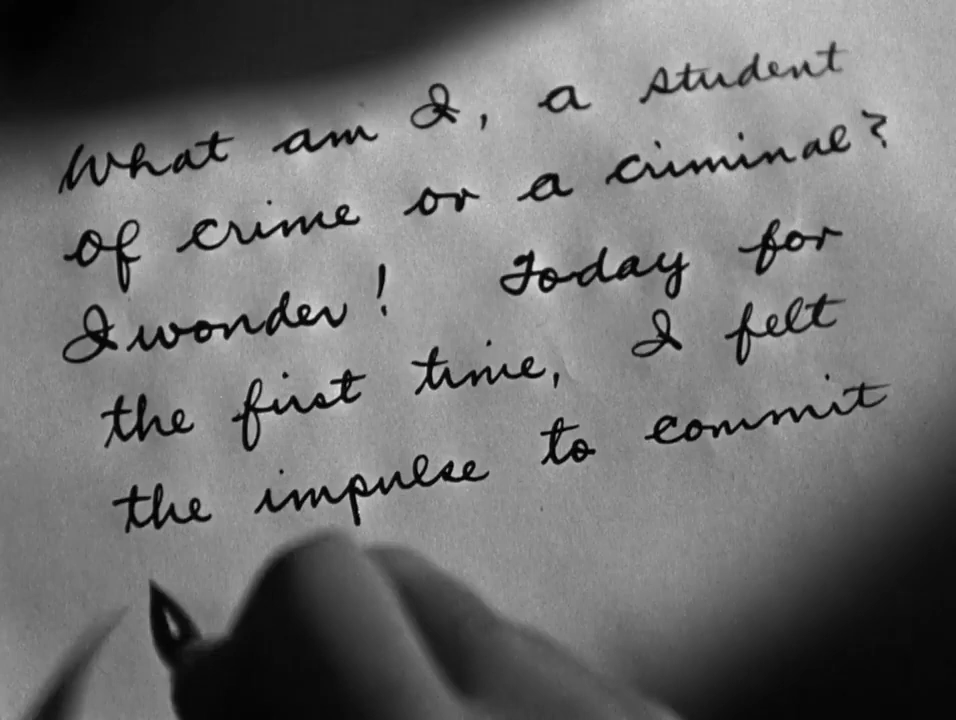 What am I, a student
of crime or a criminal?
I wonder! Today for
the first time, I felt
the impulse to commit